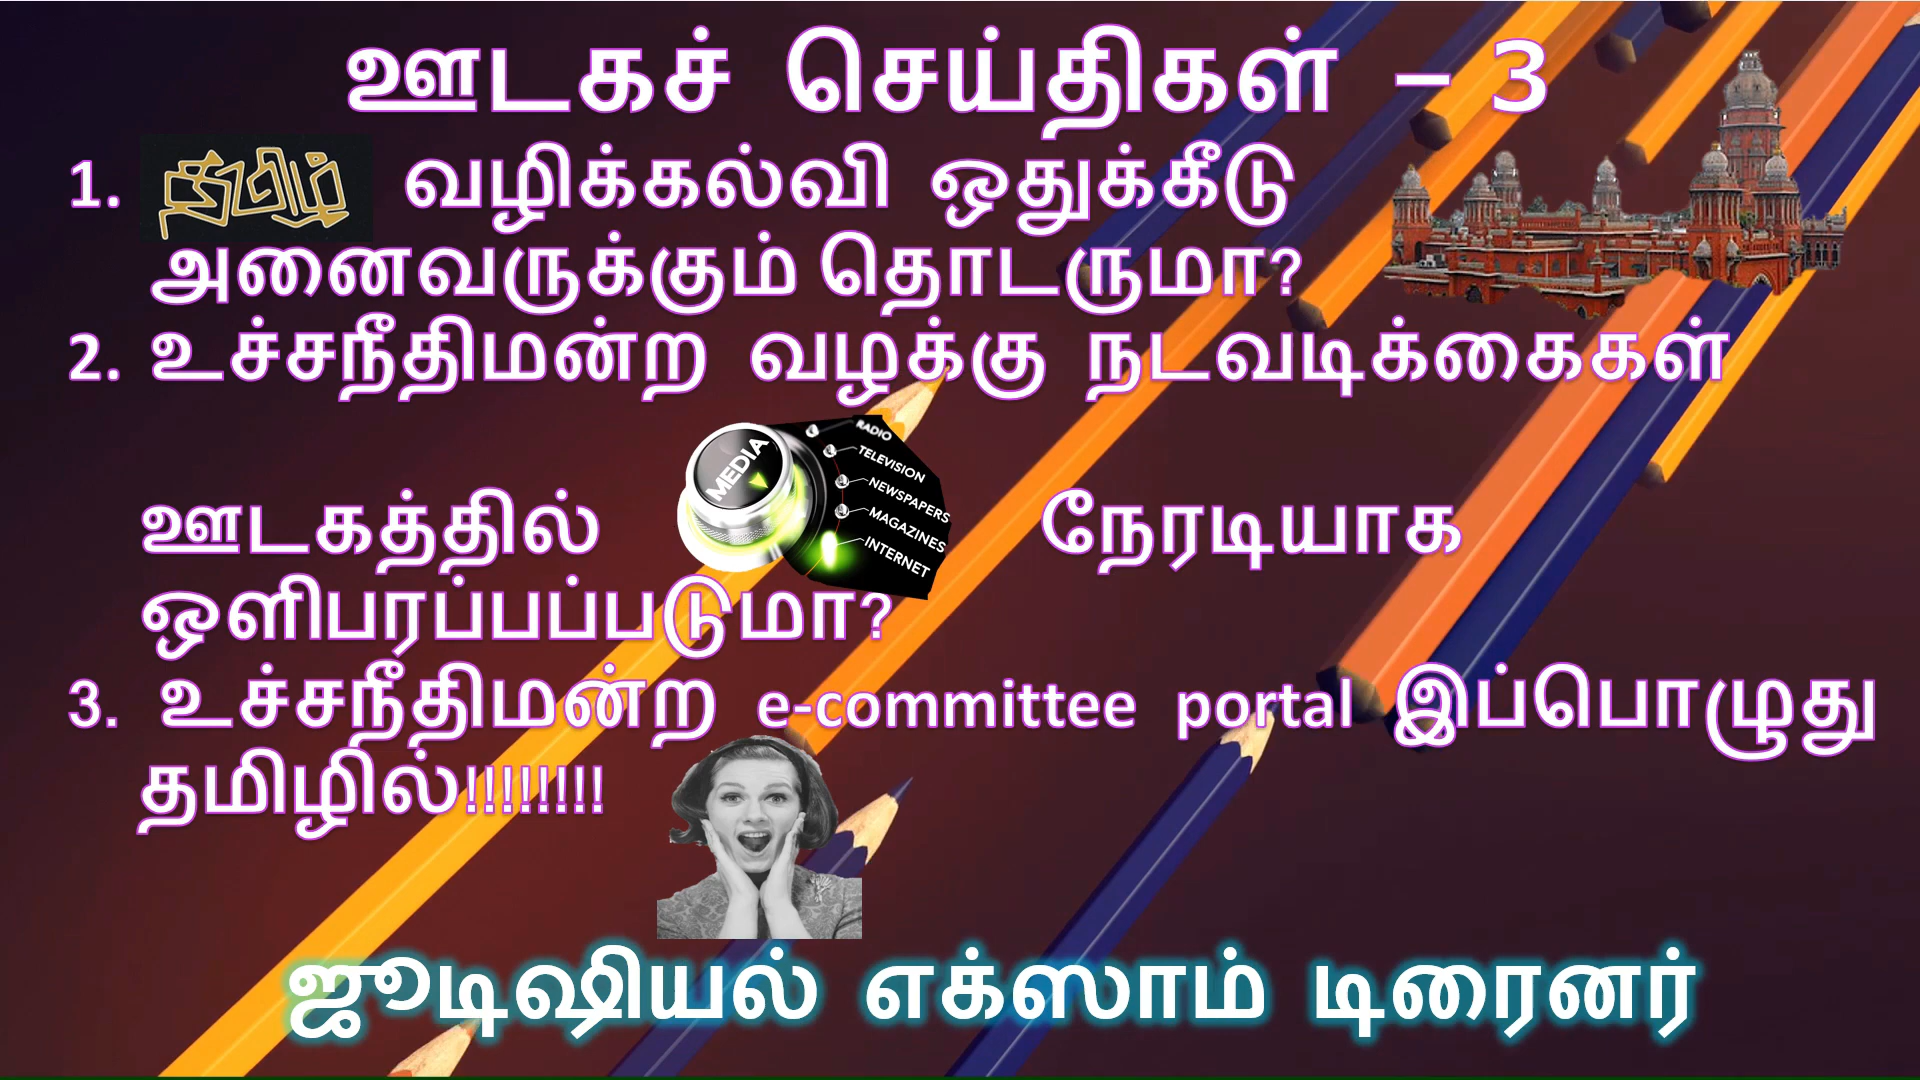 ஊடகச் செய்திகள் – 3
1. தமிழ் வழிக்கல்வி ஒதுக்கீடு
அனைவருக்கும் தொடருமா?
2. உச்சநீதிமன்ற வழக்கு நடவடிக்கைகள்
MEDIA
RADIO
TELEVISION
NEWSPAPERS
MAGAZINES
INTERNET
ஊடகத்தில் நேரடியாக
ஒளிபரப்பப்படுமா?
3. உச்சநீதிமன்ற e-committee portal இப்பொழுது
தமிழில்!!!!!!!!
ஜூடிஷியல் எக்ஸாம் டிரைனர்